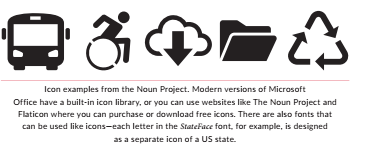 Icon examples from the Noun Project. Modern versions of Microsoft
Office have a built-in icon library, or you can use websites like The Noun Project and
Flaticon where you can purchase or download free icons. There are also fonts that
can be used like icons—each letter in the StateFace font, for example, is designed
as a separate icon of a US state.